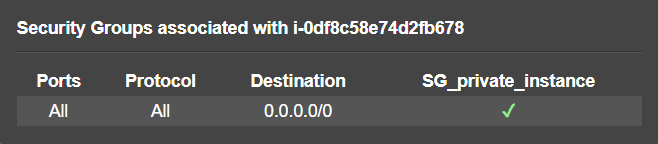 Security Groups associated with i-0df8c58e74d2fb678
Ports Protocol Destination SG_private_instance
All All 0.0.0.0/0 ✓